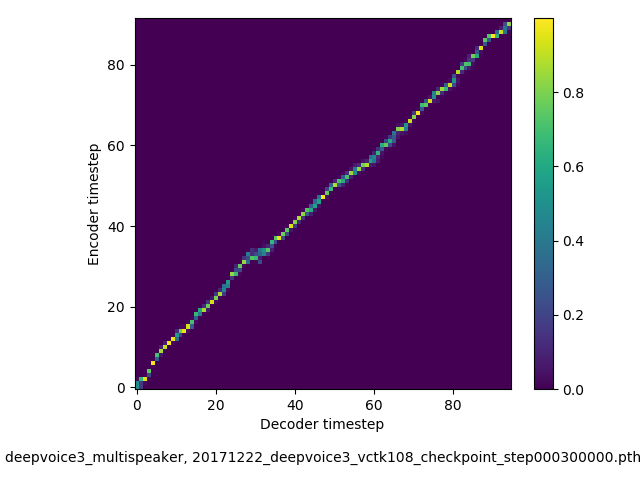 80
60
40
20
0
Encoder timestep
0 20 40 60 80
Decoder timestep
0.8
0.6
0.4
0.2
0.0
deepvoice3_multispeaker, 20171222_deepvoice3_vctk108_checkpoint_step000300000.pth